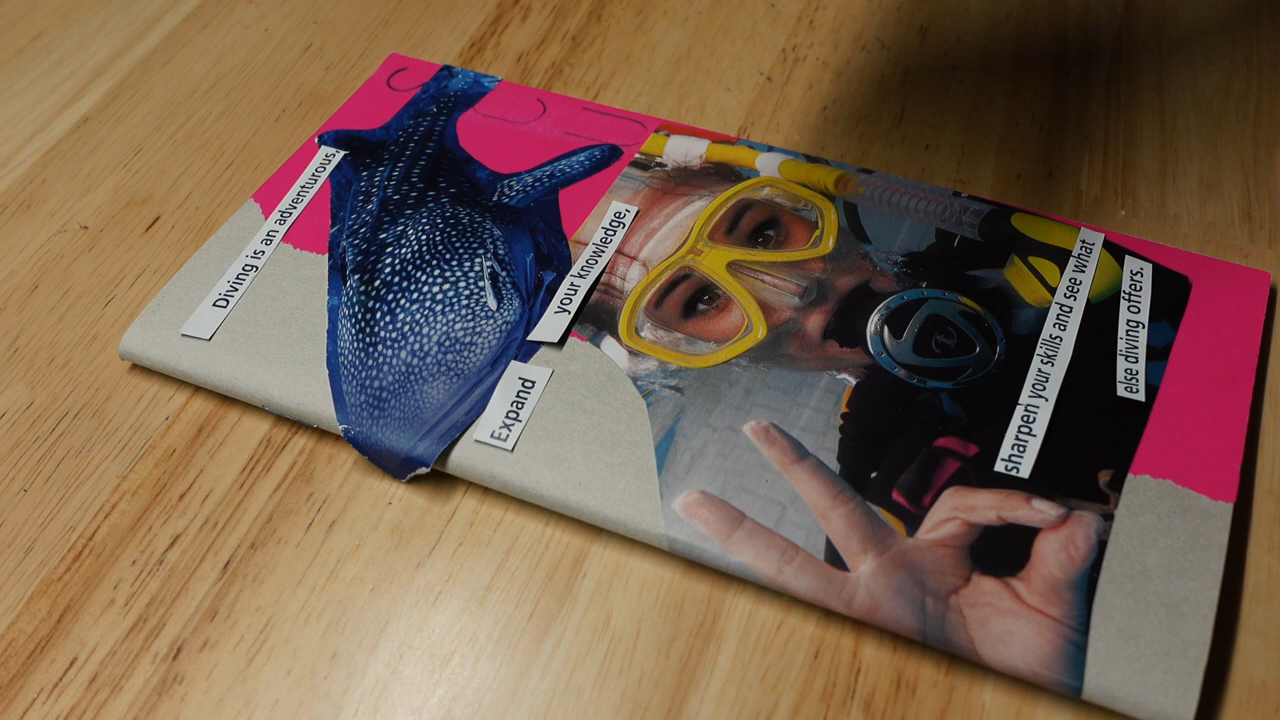 Diving is an adventurous,
Expand your knowledge,
sharpen your skills and see what
else diving offers.